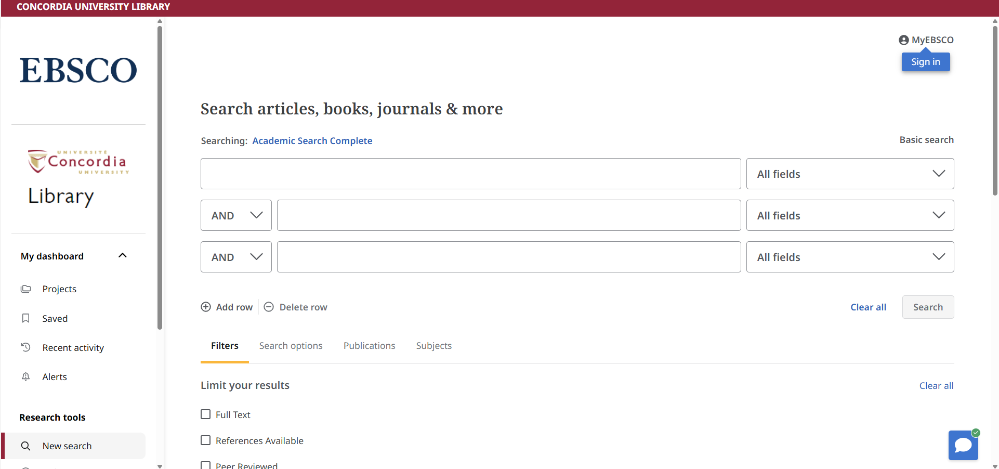 CONCORDIA UNIVERSITY LIBRARY
EBSCO
UNIVERSITÉ
Concordia
UNIVERSITY
Library
My dashboard
Projects
Saved
Recent activity
Alerts
Research tools
New search
MyEBSCO
Sign in
Search articles, books, journals & more
Searching: Academic Search Complete
Basic search
All fields
AND
All fields
AND
All fields
Add row
Delete row
Clear all
Search
Filters
Search options
Publications
Subjects
Limit your results
Clear all
Full Text
References Available
Peer Reviewed